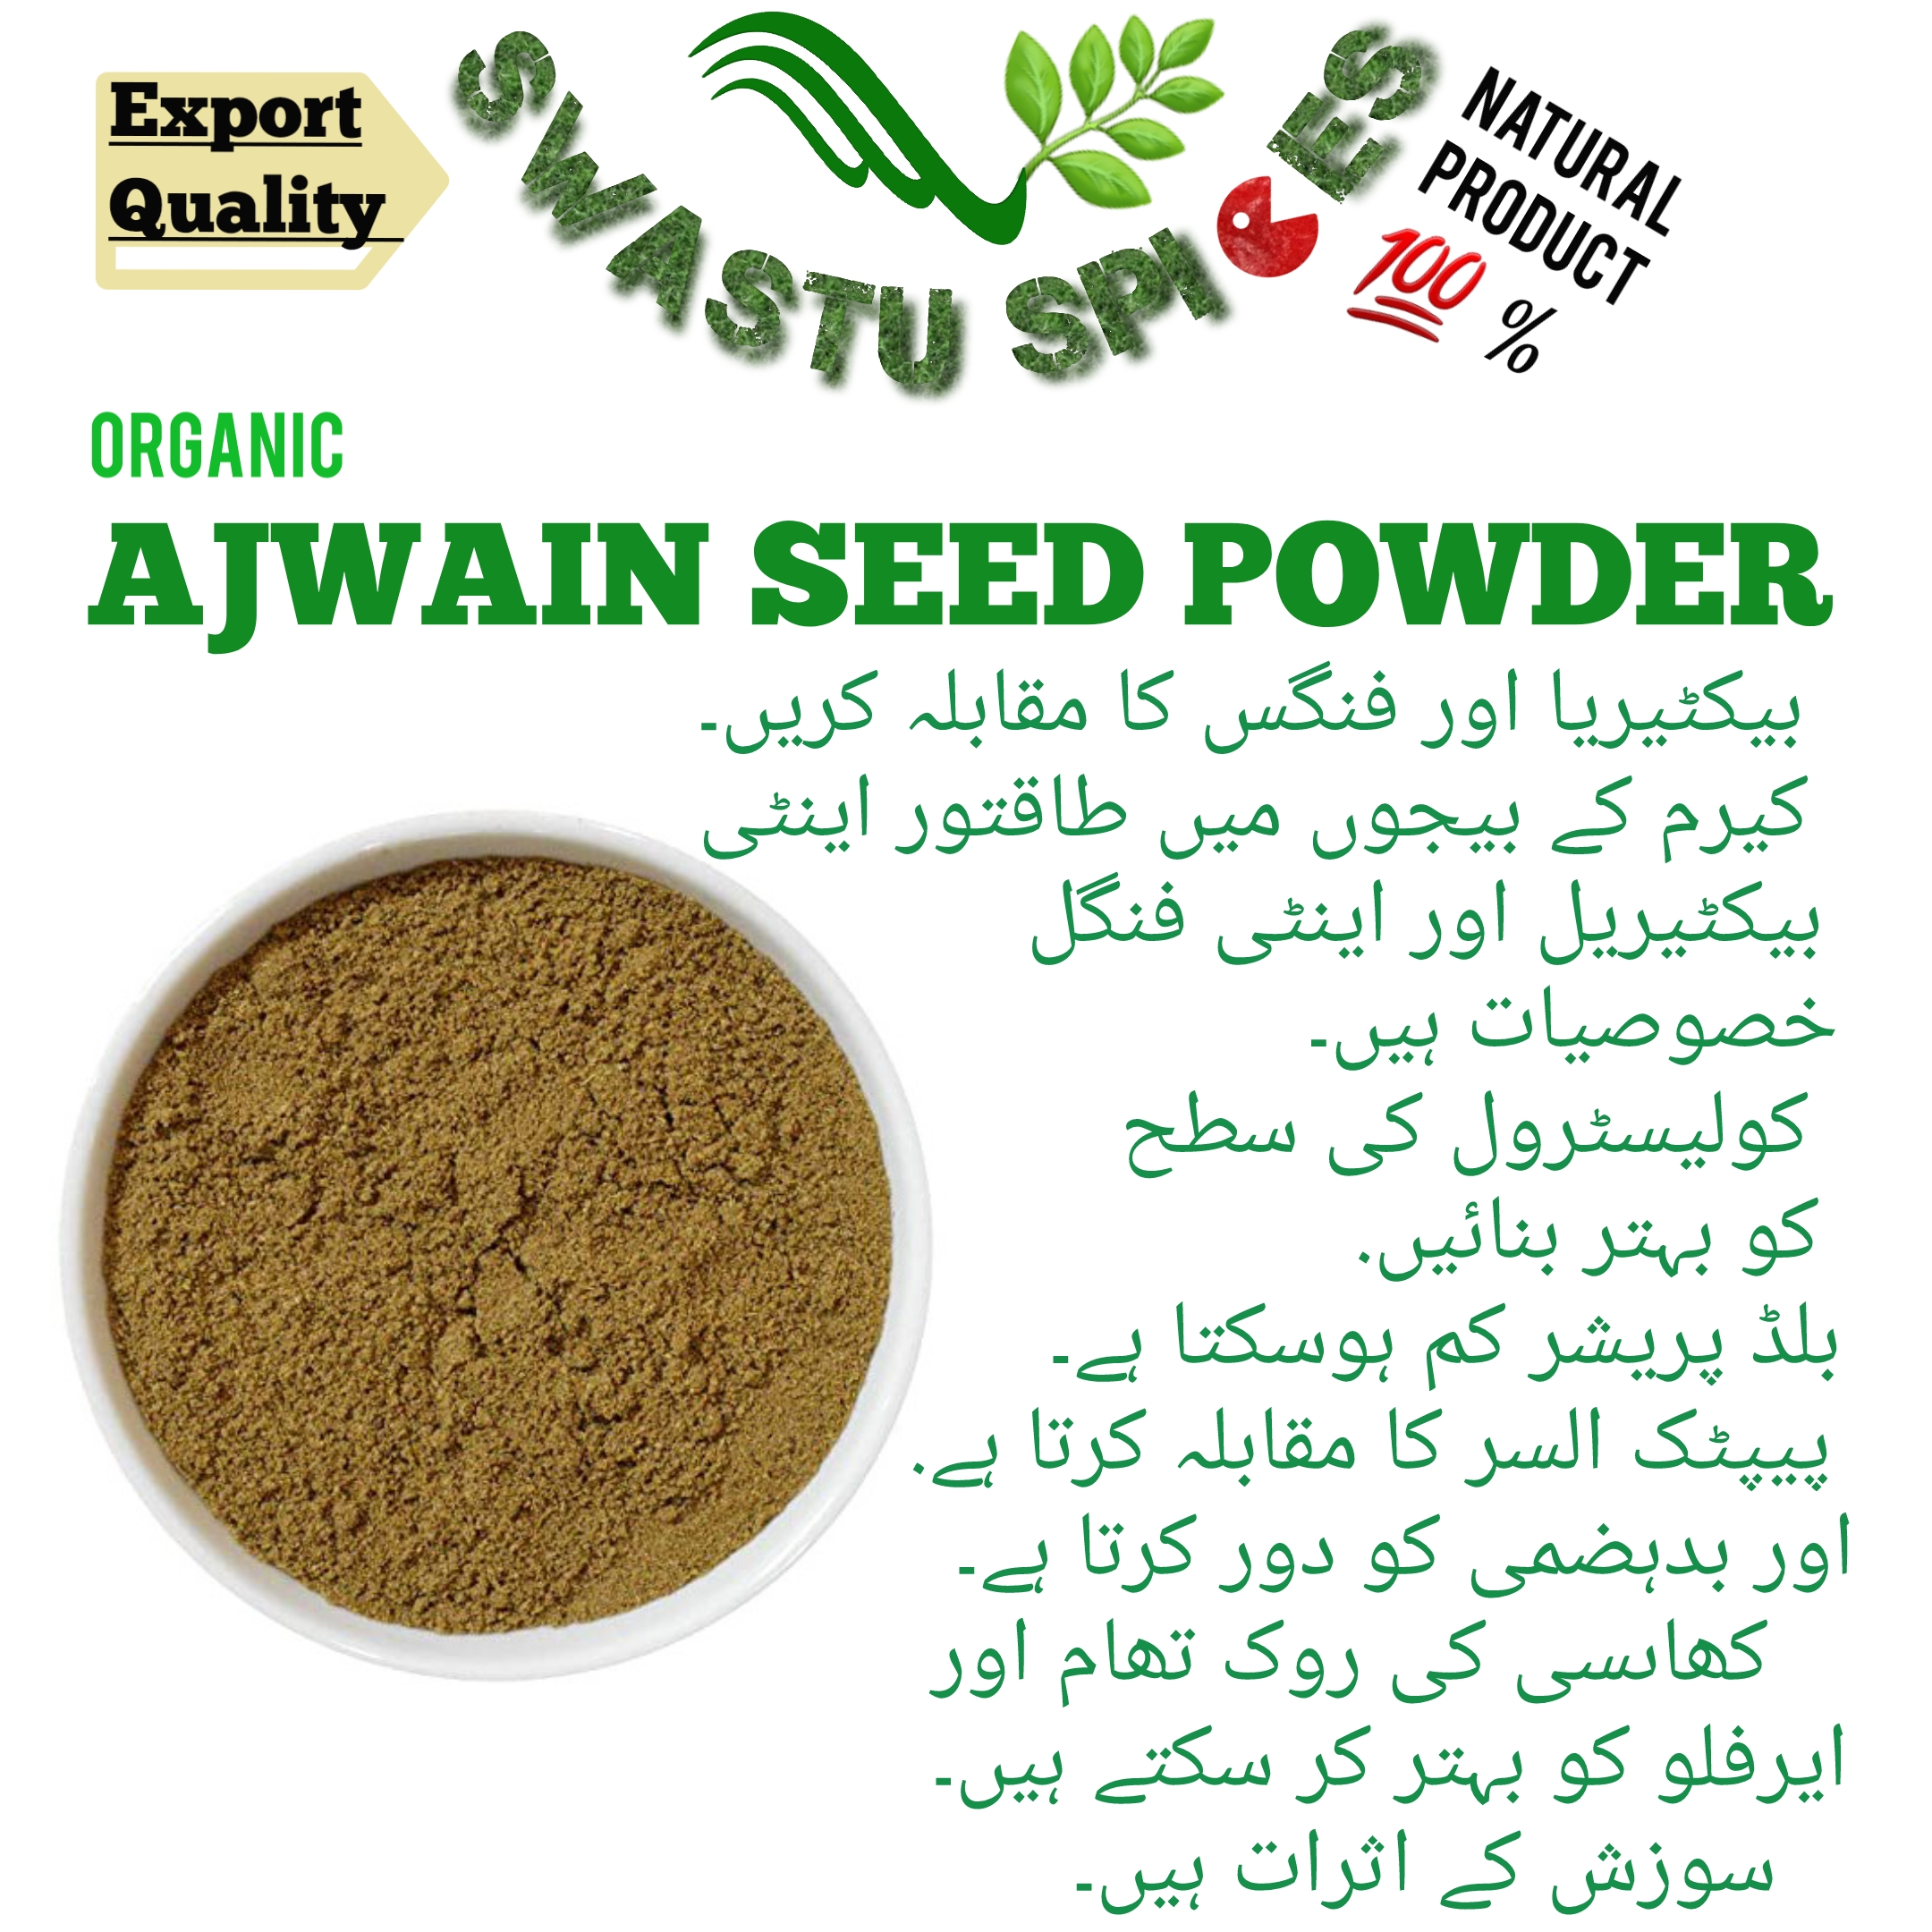 Export
Quality
SWASTU SPICES
NATURAL
PRODUCT
💯 %
ORGANIC
AJWAIN SEED POWDER
بیکٹیریا اور فنگس کا مقابلہ کریں۔
کیرم کے بیجوں میں طاقتور اینٹی
بیکٹیریل اور اینٹی فنگل
خصوصیات ہیں۔
کولیسٹرول کی سطح
کو بہتر بنائیں.
بلڈ پریشر کم ہوسکتا ہے۔
پیپٹک السر کا مقابلہ کرتا ہے.
اور بدہضمی کو دور کرتا ہے۔
کھاںسی کی روک تھام اور
ایرفلو کو بہتر کر سکتے ہیں۔
سوزش کے اثرات ہیں۔